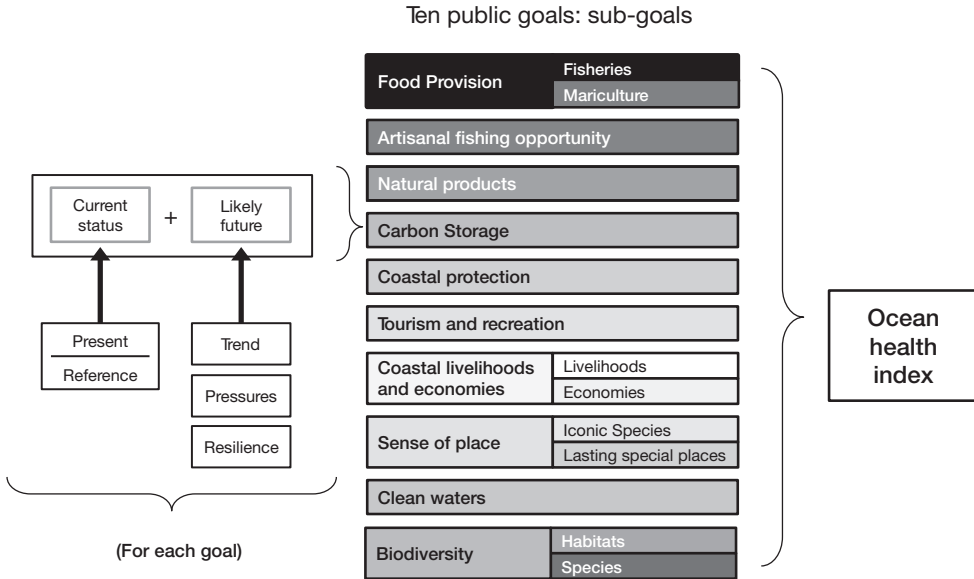 Ten public goals: sub-goals
Food Provision
Fisheries
Mariculture
Artisanal fishing opportunity
Natural products
Carbon Storage
Coastal protection
Tourism and recreation
Coastal livelihoods
and economies
Livelihoods
Economies
Sense of place
Iconic Species
Lasting special places
Clean waters
Biodiversity
Habitats
Species
Current
status
+
Likely
future
Present
Reference
Trend
Pressures
Resilience
(For each goal)
Ocean
health
index